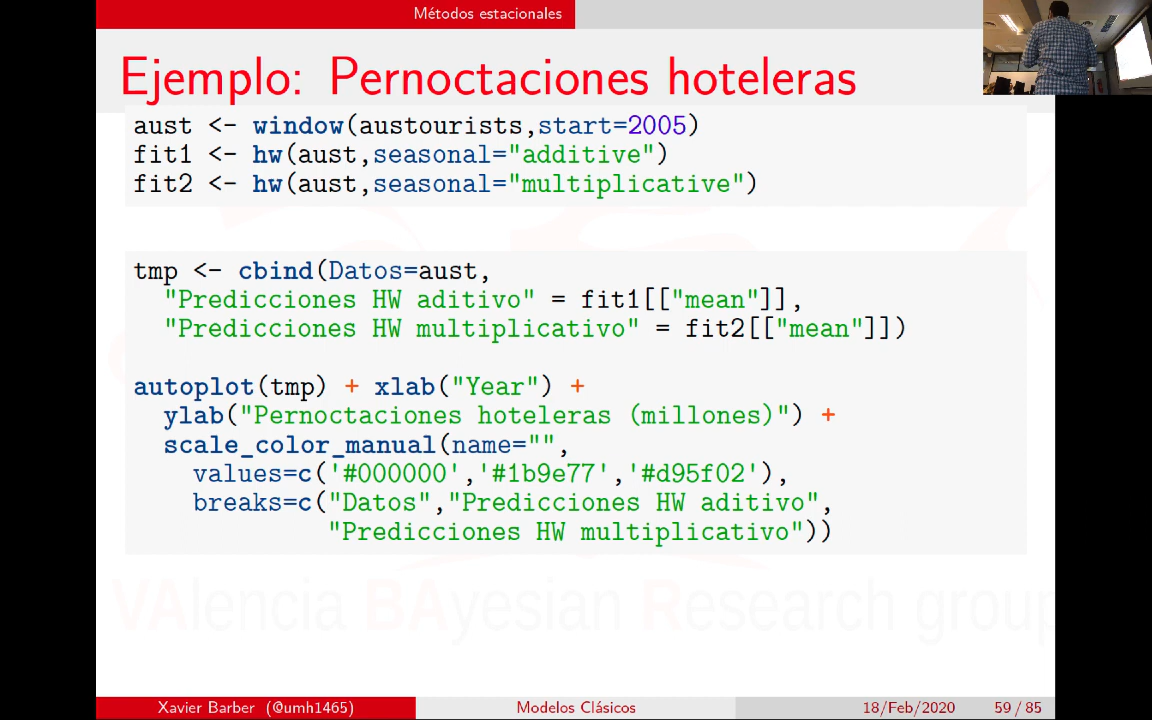 Métodos estacionales
Ejemplo: Pernoctaciones hoteleras
aust <- window(austourists,start=2005)
fit1 <- hw(aust,seasonal="additive")
fit2 <- hw(aust,seasonal="multiplicative")
tmp <- cbind(Datos=aust,
"Predicciones HW aditivo" = fit1[["mean"]],
"Predicciones HW multiplicativo" = fit2[["mean"]])
autoplot(tmp) + xlab("Year") +
ylab("Pernoctaciones hoteleras (millones)") +
scale_color_manual(name="",
values=c('#000000','#1b9e77','#d95f02'),
breaks=c("Datos","Predicciones HW aditivo",
"Predicciones HW multiplicativo"))
VAlencia BAyesian Research group
Xavier Barber (@umh1465) Modelos Clásicos 18/Feb/2020 59 / 85